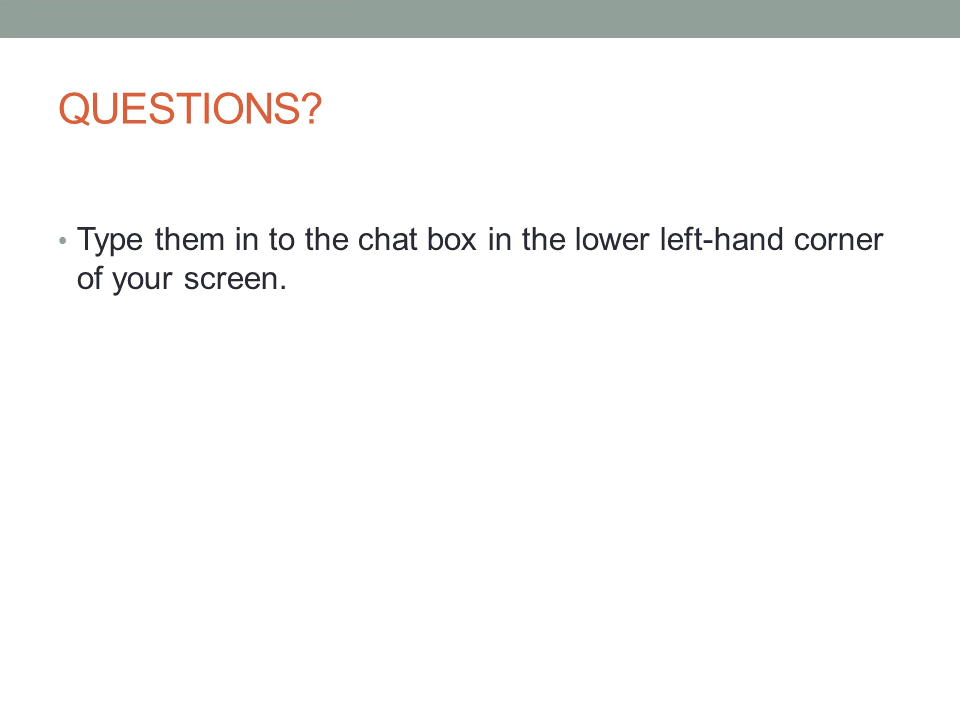 QUESTIONS?
• Type them in to the chat box in the lower left-hand corner
of your screen.